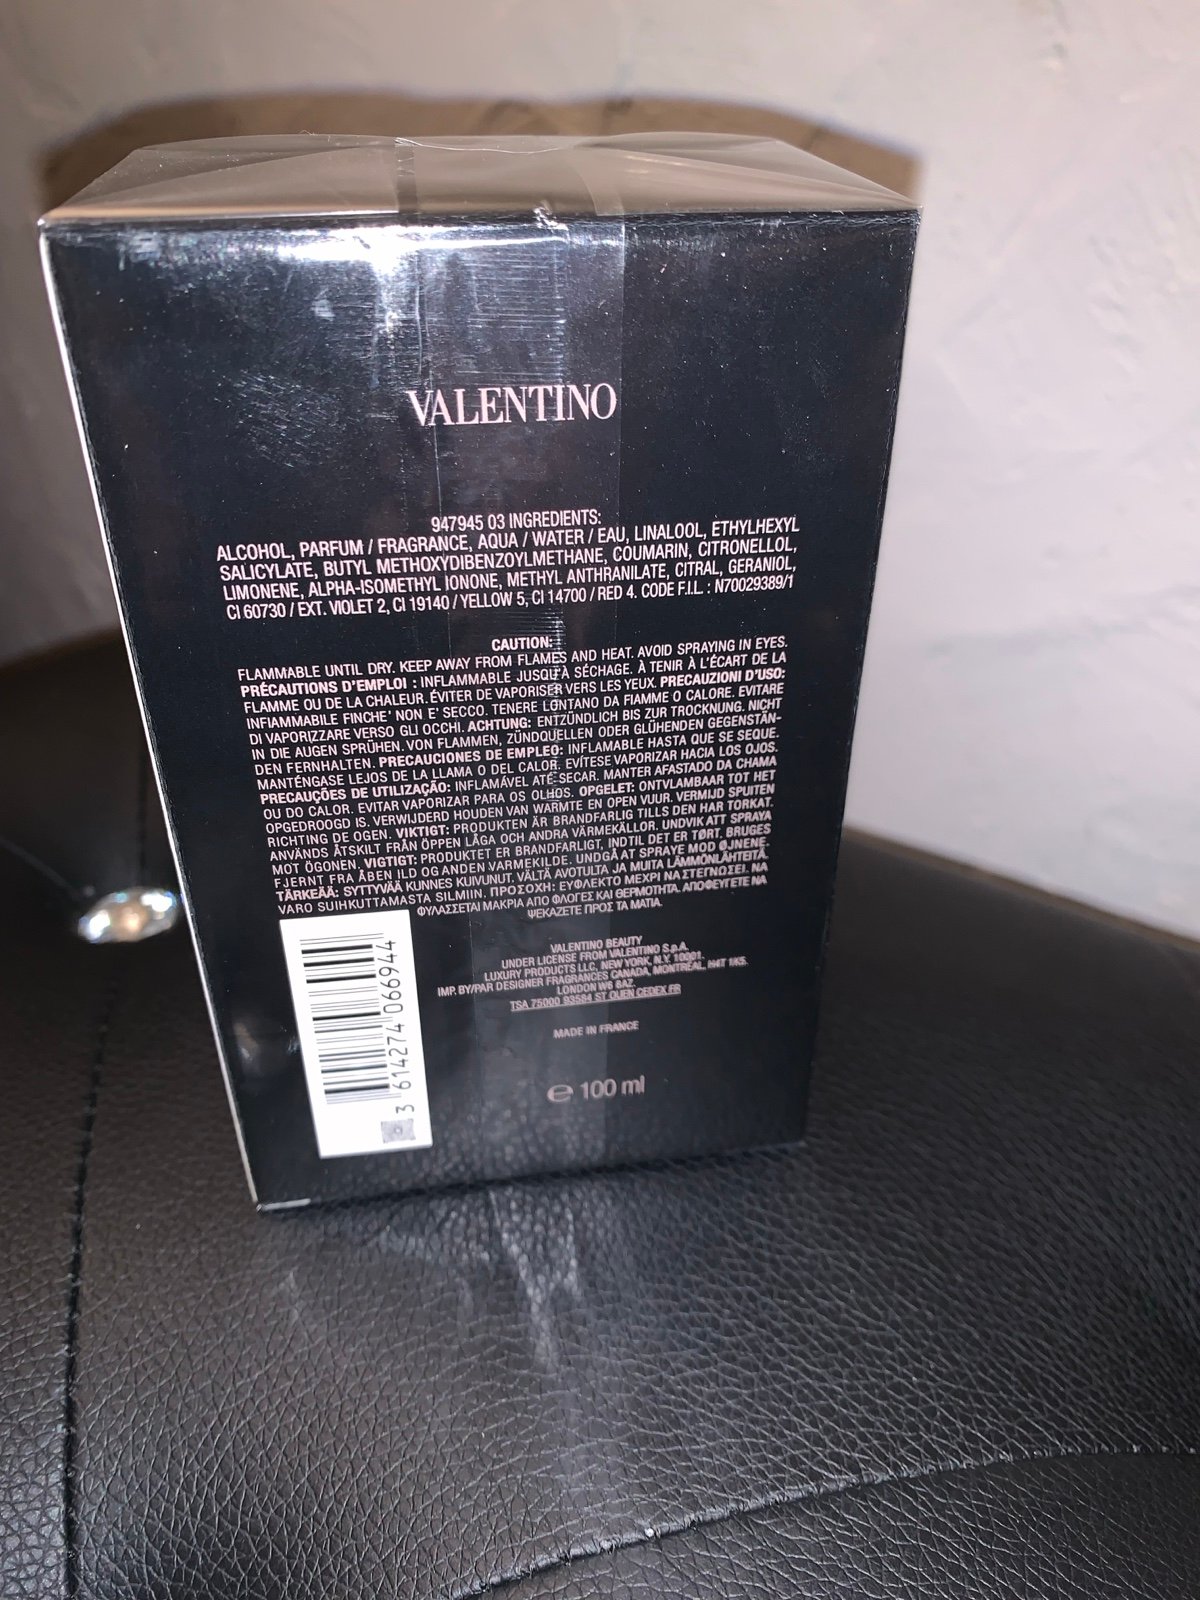 VALENTINO
947945 03 INGREDIENTS:
ALCOHOL, PARFUM / FRAGRANCE, AQUA / WATER / EAU, LINALOOL, ETHYLHEXYL
SALICYLATE, BUTYL METHOXYDIBENZOYLMETHANE, COUMARIN, CITRONELLOL,
LIMONENE, ALPHA-ISOMETHYL IONONE, METHYL ANTHRANILATE, CITRAL, GERANIOL,
CI 60730 / EXT. VIOLET 2, CI 19140 / YELLOW 5, CI 14700 / RED 4. CODE F.I.L. : N70029389/1
CAUTION:
FLAMMABLE UNTIL DRY. KEEP AWAY FROM FLAMES AND HEAT. AVOID SPRAYING IN EYES.
PRÉCAUTIONS D'EMPLOI : INFLAMMABLE JUSQU'À SÉCHAGE. À TENIR À L'ÉCART DE LA
FLAMME OU DE LA CHALEUR. ÉVITER DE VAPORISER VERS LES YEUX. PRECAUZIONI D'USO:
INFIAMMABILE FINCHE' NON E' SECCO. TENERE LONTANO DA FIAMME O CALORE. EVITARE
DI VAPORIZZARE VERSO GLI OCCHI. ACHTUNG: ENTZÜNDLICH BIS ZUR TROCKNUNG. NICHT
IN DIE AUGEN SPRÜHEN. VON FLAMMEN, ZÜNDQUELLEN ODER GLÜHENDEN GEGENSTÄN-
DEN FERNHALTEN. PRECAUCIONES DE EMPLEO: INFLAMABLE HASTA QUE SE SEQUE.
MANTÉNGASE LEJOS DE LA LLAMA O DEL CALOR. EVÍTESE VAPORIZAR HACIA LOS OJOS.
PRECAUÇÕES DE UTILIZAÇÃO: INFLAMÁVEL ATÉ SECAR. MANTER AFASTADO DA CHAMA
OU DO CALOR. EVITAR VAPORIZAR PARA OS OLHOS. OPGELET: ONTVLAMBAAR TOT HET
OPGEDROOGD IS. VERWIJDERD HOUDEN VAN WARMTE EN OPEN VUUR. VERMIJD SPUITEN
RICHTING DE OGEN. VIKTIGT: PRODUKTEN ÄR BRANDFARLIG TILLS DEN HAR TORKAT.
ANVÄNDS ÅTSKILT FRÅN ÖPPEN LÅGA OCH ANDRA VÄRMEKÄLLOR. UNDVIK ATT SPRAYA
MOT ÖGONEN. VIGTIGT: PRODUKTET ER BRANDFARLIGT, INDTIL DET ER TØRT. BRUGES
FJERNT FRA ÅBEN ILD OG ANDEN VARMEKILDE. UNDGÅ AT SPRAYE MOD ØJNENE.
TÄRKEÄÄ: SYTTYVÄÄ KUNNES KUIVUNUT. VÄLTÄ AVOTULTA JA MUITA LÄMMÖNLÄHTEITÄ.
VARO SUIHKUTTAMASTA SILMIIN. ΠΡΟΣΟΧΗ: ΕΥΦΛΕΚΤΟ ΜΕΧΡΙ ΝΑ ΣΤΕΓΝΩΣΕΙ. ΝΑ
ΦΥΛΑΣΣΕΤΑΙ ΜΑΚΡΙΑ ΑΠΟ ΦΛΟΓΕΣ ΚΑΙ ΘΕΡΜΟΤΗΤΑ. ΑΠΟΦΕΥΓΕΤΕ ΝΑ
ΨΕΚΑΖΕΤΕ ΠΡΟΣ ΤΑ ΜΑΤΙΑ.
VALENTINO BEAUTY
UNDER LICENSE FROM VALENTINO S.p.A.
LUXURY PRODUCTS LLC, NEW YORK, N.Y. 10001.
IMP. BY/PAR DESIGNER FRAGRANCES CANADA, MONTRÉAL, H4T 1K5.
LONDON W6 8AZ.
TSA 75000 93584 ST OUEN CEDEX FR
MADE IN FRANCE
3 614274 066944
℮ 100 ml